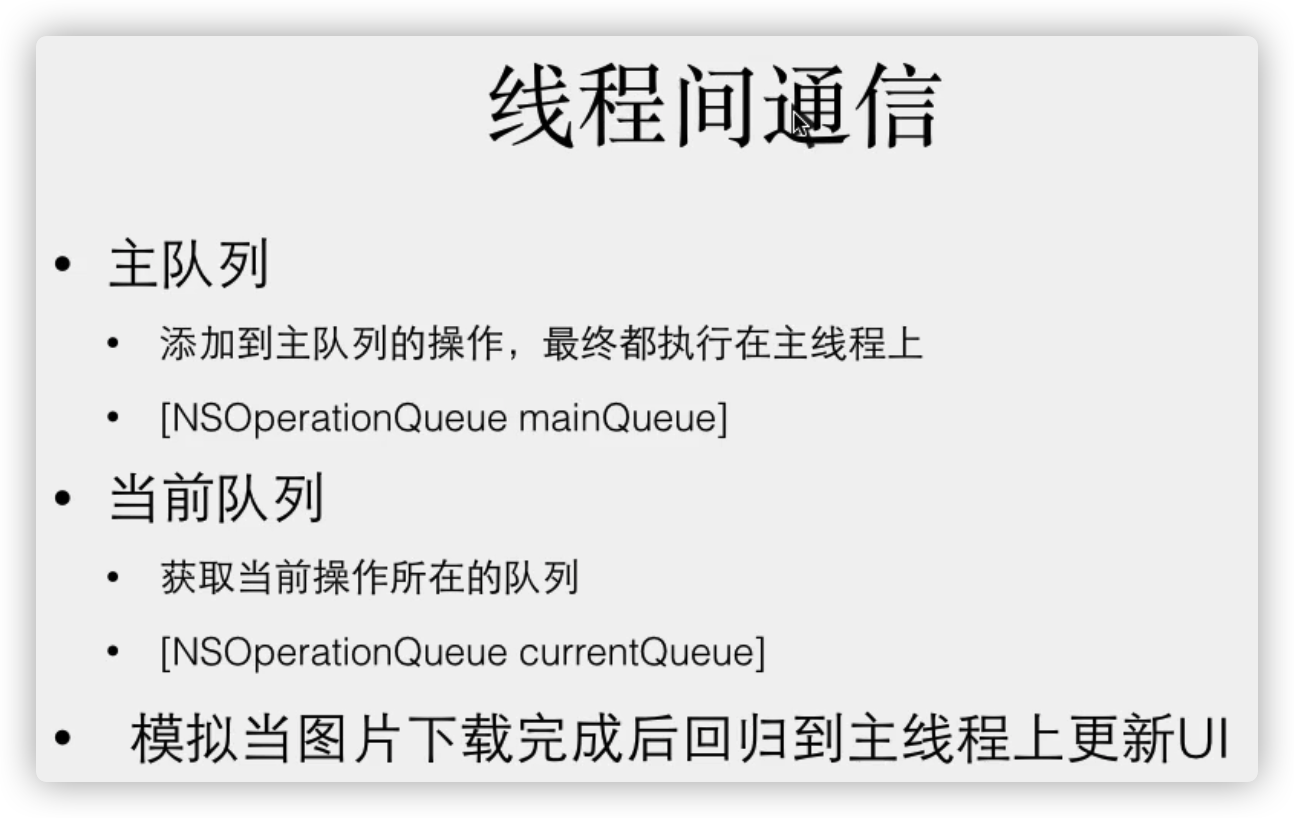 线程间通信
• 主队列
• 添加到主队列的操作，最终都执行在主线程上
• [NSOperationQueue mainQueue]
• 当前队列
• 获取当前操作所在的队列
• [NSOperationQueue currentQueue]
• 模拟当图片下载完成后回归到主线程上更新UI